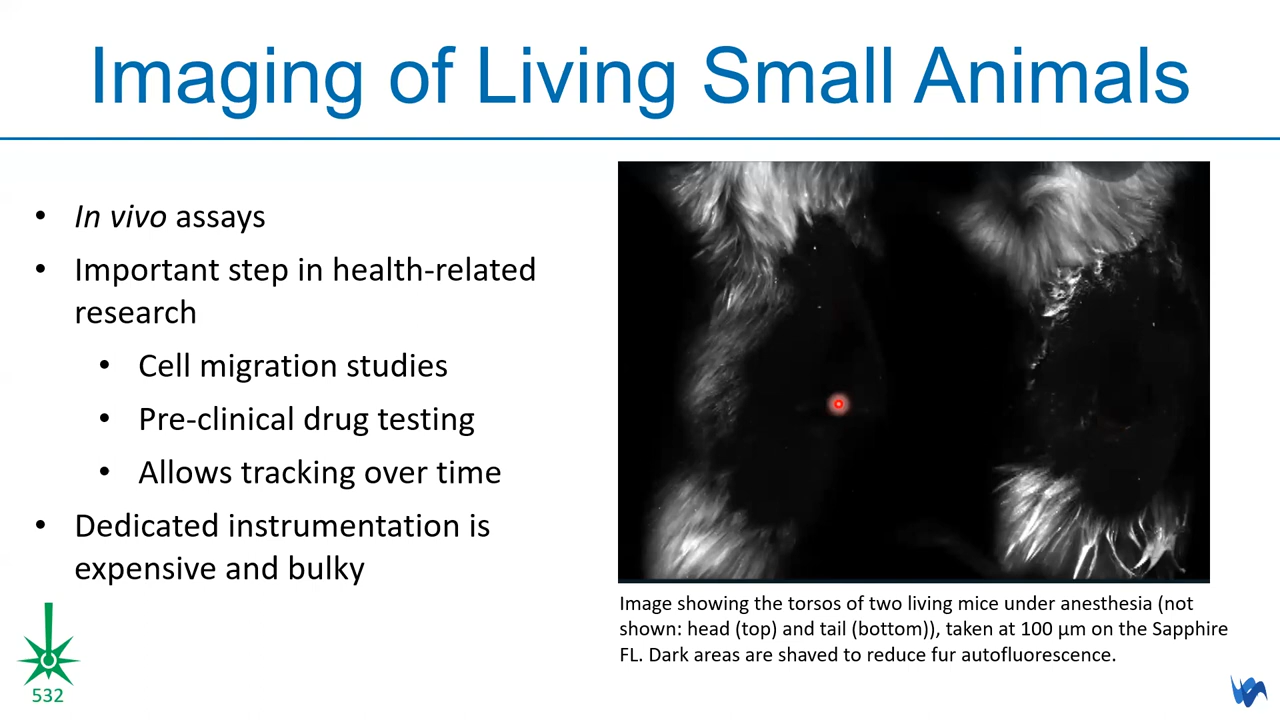 Imaging of Living Small Animals
• In vivo assays
• Important step in health-related
research
• Cell migration studies
• Pre-clinical drug testing
• Allows tracking over time
• Dedicated instrumentation is
expensive and bulky
Image showing the torsos of two living mice under anesthesia (not
shown: head (top) and tail (bottom)), taken at 100 µm on the Sapphire
FL. Dark areas are shaved to reduce fur autofluorescence.
532